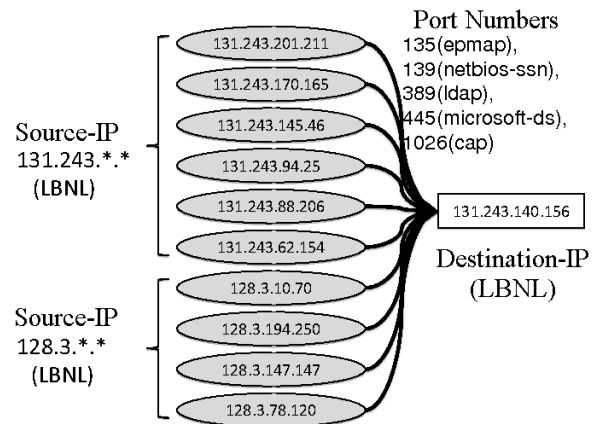 Port Numbers
135(epmap),
139(netbios-ssn),
389(ldap),
445(microsoft-ds),
1026(cap)
131.243.201.211
131.243.170.165
131.243.145.46
131.243.94.25
131.243.88.206
131.243.62.154
Source-IP
131.243.*.*
(LBNL)
128.3.10.70
128.3.194.250
128.3.147.147
128.3.78.120
Source-IP
128.3.*.*
(LBNL)
131.243.140.156
Destination-IP
(LBNL)